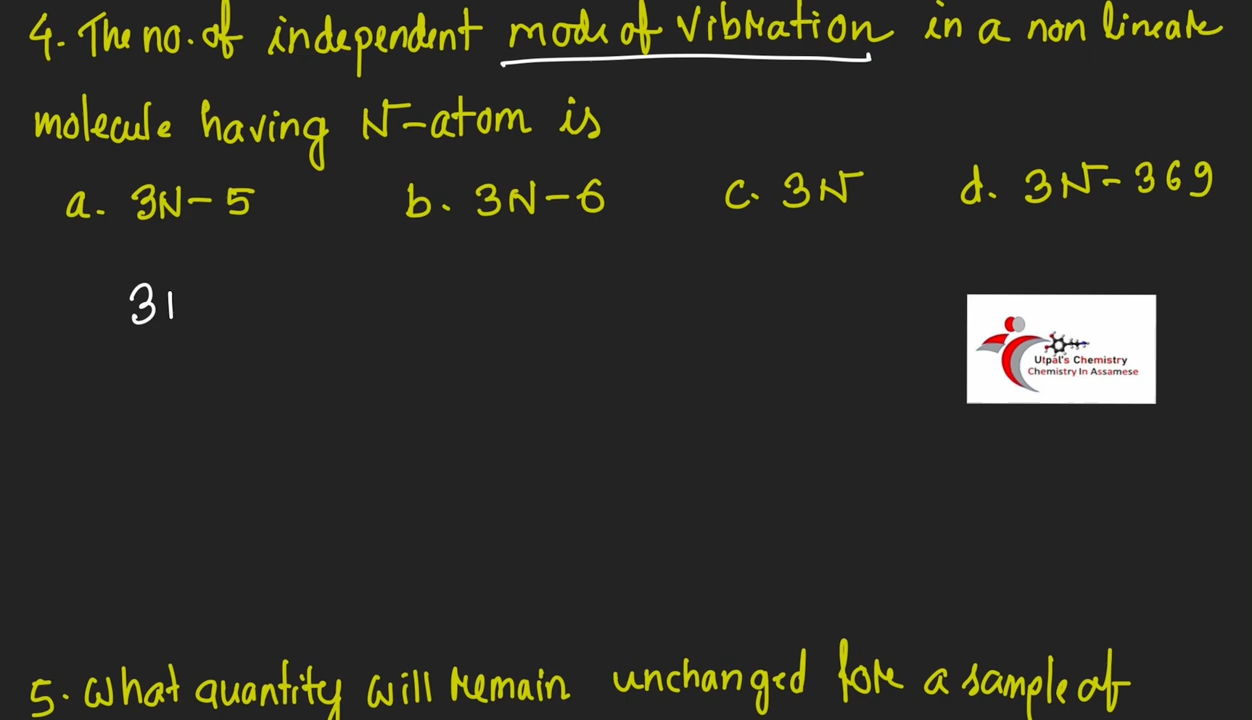 4. The no. of independent mode of vibration in a non linear
molecule having N-atom is
a. 3N-5 b. 3N-6 c. 3N d. 3N-369
31
Utpal's Chemistry
Chemistry In Assamese
5. What quantity will remain unchanged for a sample of